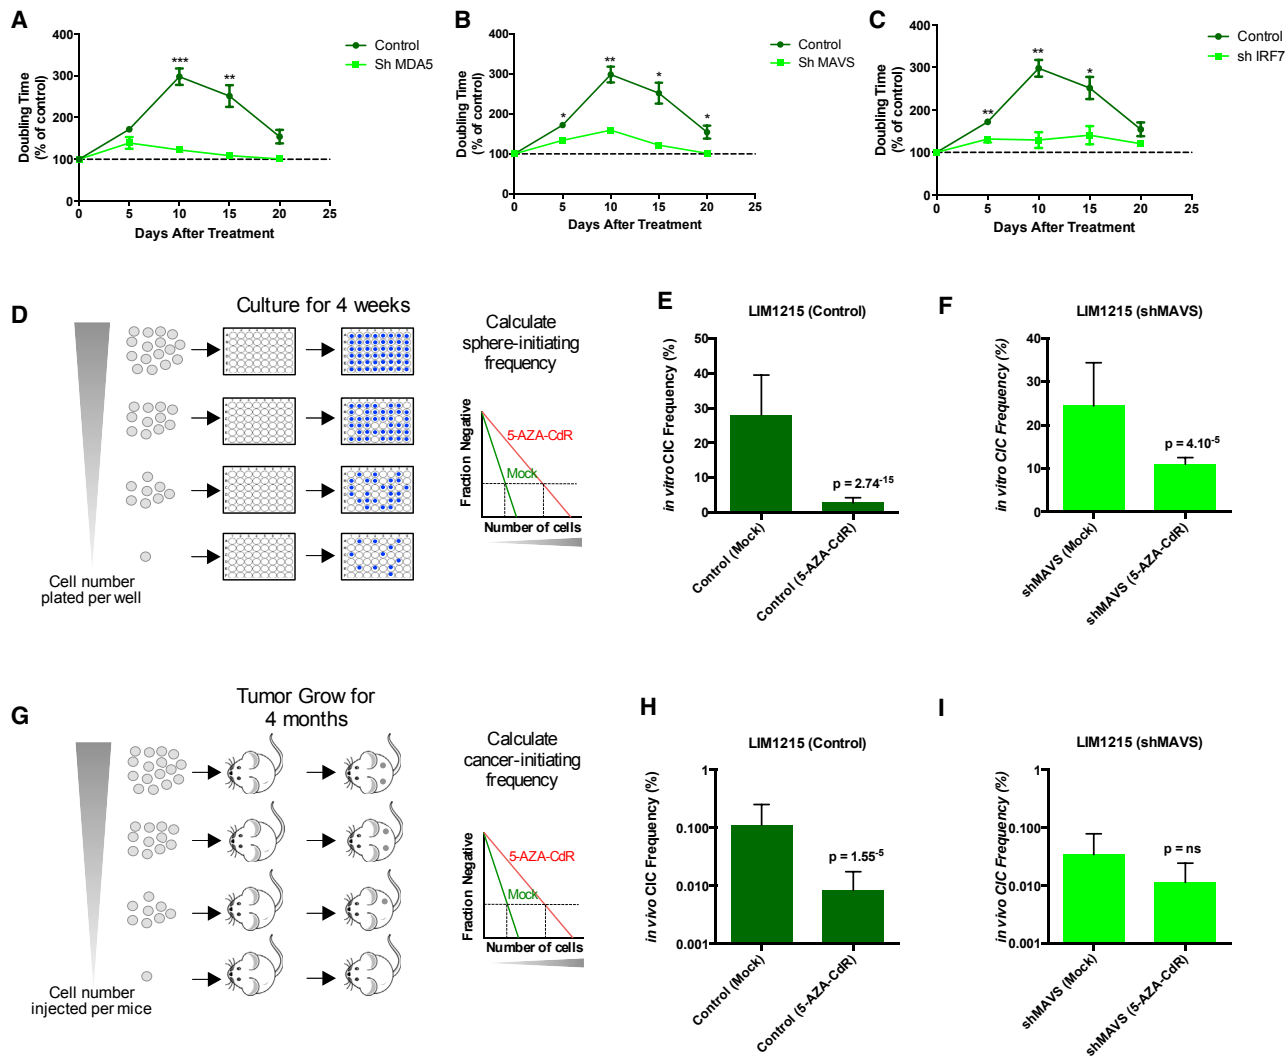 A
Doubling Time
(% of control)
400
300
200
100
0
0 5 10 15 20 25
Days After Treatment
***
**
Control
Sh MDA5
B
Doubling Time
(% of control)
400
300
200
100
0
0 5 10 15 20 25
Days After Treatment
*
**
*
*
Control
Sh MAVS
C
Doubling Time
(% of control)
400
300
200
100
0
0 5 10 15 20 25
Days After Treatment
**
**
*
Control
sh IRF7
D
Culture for 4 weeks
Cell number
plated per well
Calculate
sphere-initiating
frequency
Fraction Negative
5-AZA-CdR
Mock
Number of cells
E
LIM1215 (Control)
in vitro CIC Frequency (%)
50
40
30
20
10
0
p = 2.74-15
Control (Mock)
Control (5-AZA-CdR)
F
LIM1215 (shMAVS)
in vitro CIC Frequency (%)
40
30
20
10
0
p = 4.10-5
shMAVS (Mock)
shMAVS (5-AZA-CdR)
G
Tumor Grow for
4 months
Cell number
injected per mice
Calculate
cancer-initiating
frequency
Fraction Negative
5-AZA-CdR
Mock
Number of cells
H
LIM1215 (Control)
in vivo CIC Frequency (%)
1
0.100
0.010
0.001
p = 1.55-5
Control (Mock)
Control (5-AZA-CdR)
I
LIM1215 (shMAVS)
in vivo CIC Frequency (%)
1
0.100
0.010
0.001
p = ns
shMAVS (Mock)
shMAVS (5-AZA-CdR)